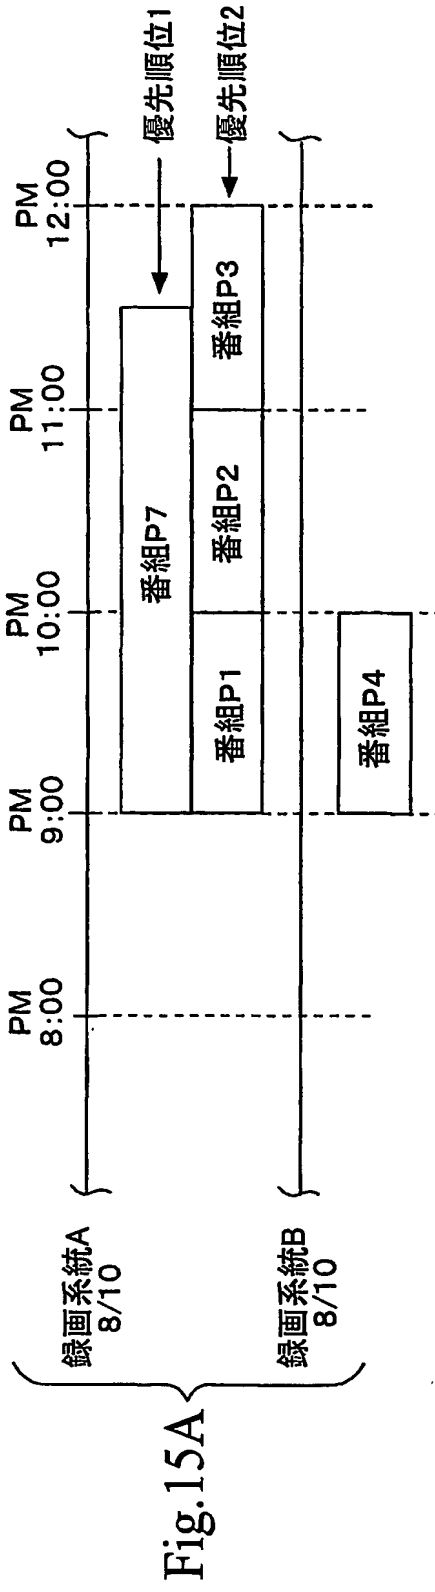 Fig.15A
録画系統A
8/10
PM
8:00
PM
9:00
PM
10:00
PM
11:00
PM
12:00
番組P7
優先順位1
番組P1
番組P2
番組P3
優先順位2
録画系統B
8/10
番組P4